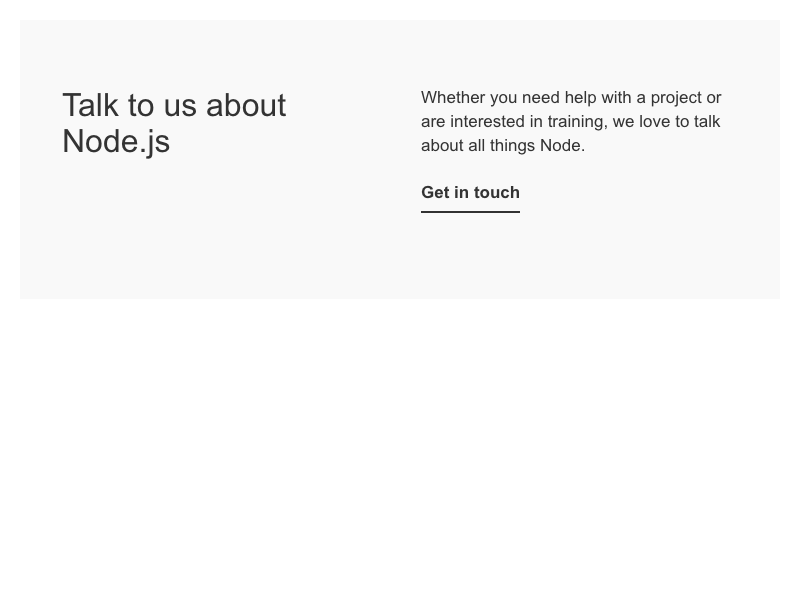 Talk to us about
Node.js
Whether you need help with a project or
are interested in training, we love to talk
about all things Node.
Get in touch